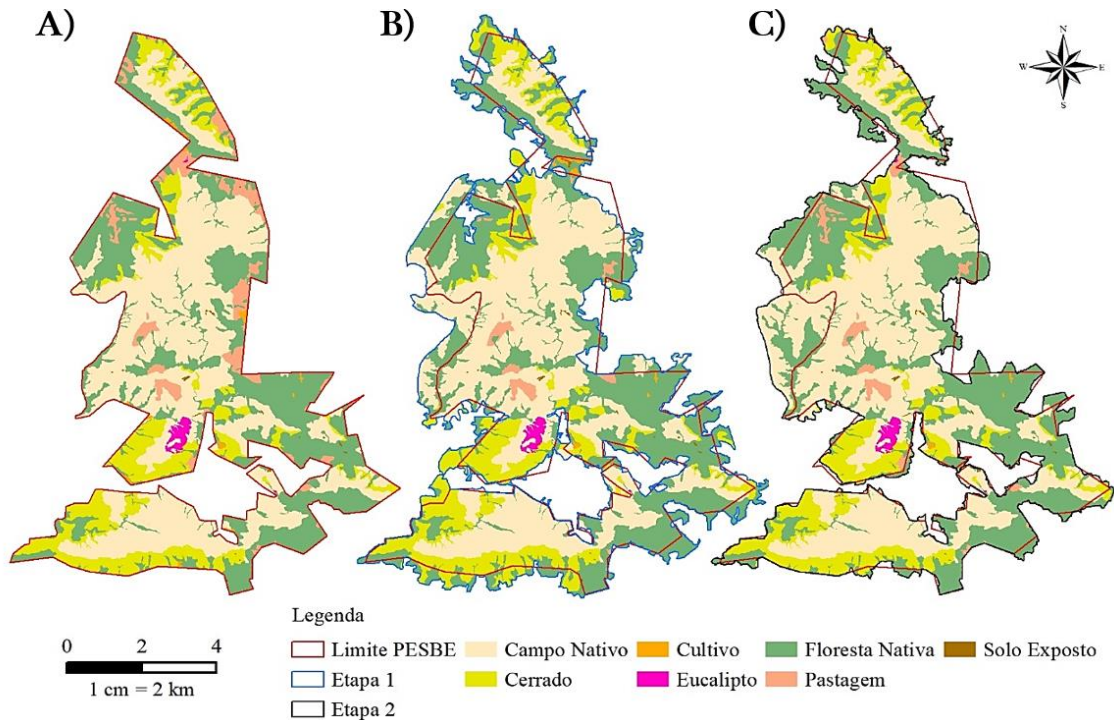 A)
B)
C)
N
W
E
S
Legenda
Limite PESBE
Campo Nativo
Cultivo
Floresta Nativa
Solo Exposto
Etapa 1
Cerrado
Eucalipto
Pastagem
Etapa 2
0 2 4
1 cm = 2 km